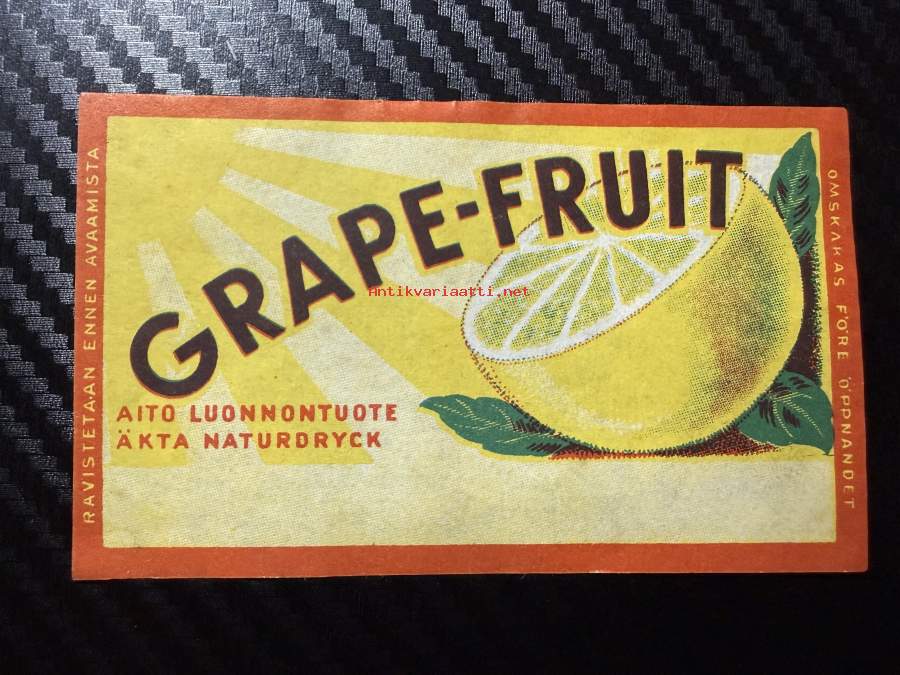 GRAPE-FRUIT
Antikvariaatti.net
AITO LUONNONTUOTE
ÄKTA NATURDRYCK
RAVISTETAAN ENNEN AVAAMISTA
OMSKAKAS FÖRE ÖPPNANDET